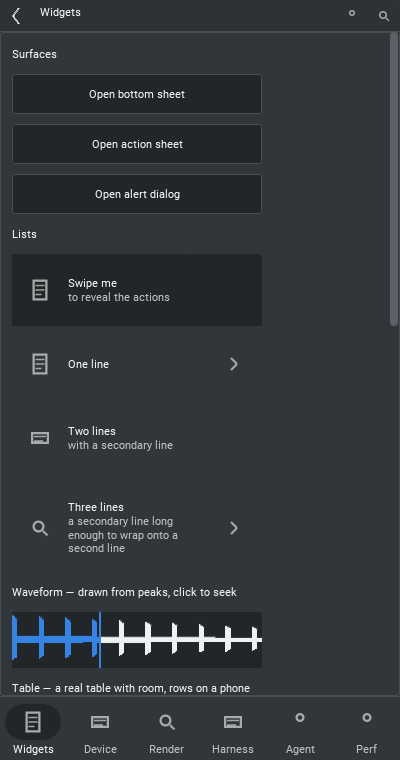 Widgets
Surfaces
Open bottom sheet
Open action sheet
Open alert dialog
Lists
Swipe me
to reveal the actions
One line
Two lines
with a secondary line
Three lines
a secondary line long
enough to wrap onto a
second line
Waveform — drawn from peaks, click to seek
Table — a real table with room, rows on a phone
Widgets
Device
Render
Harness
Agent
Perf